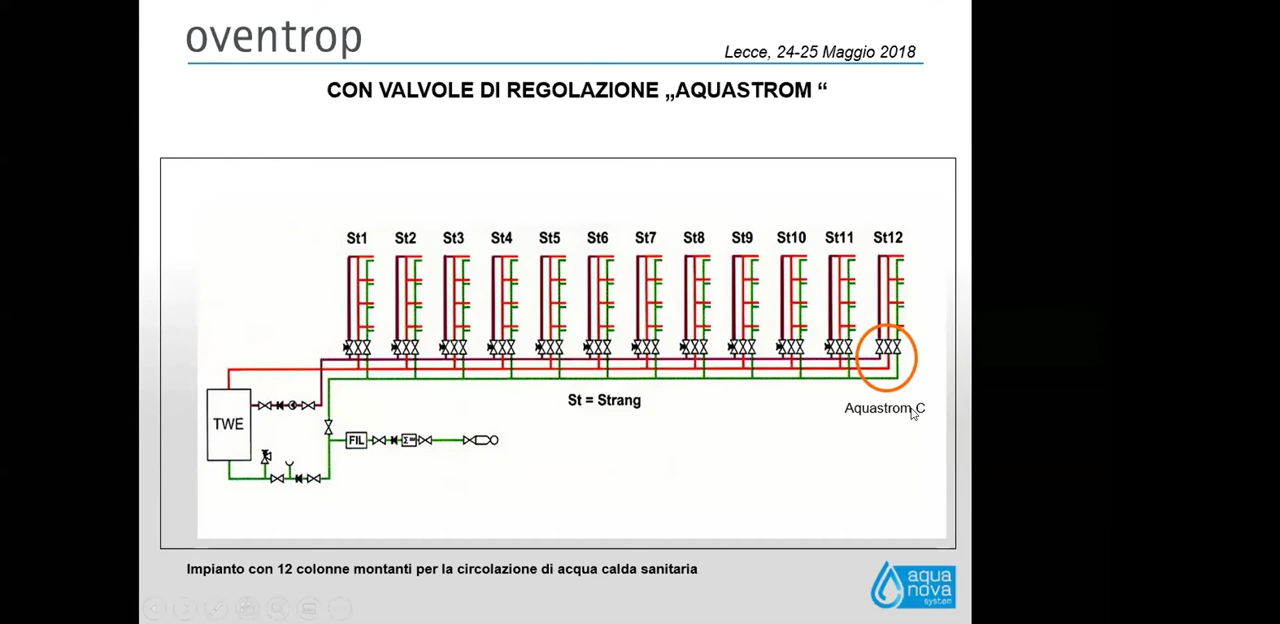 oventrop
Lecce, 24-25 Maggio 2018
CON VALVOLE DI REGOLAZIONE „AQUASTROM “
St1 St2 St3 St4 St5 St6 St7 St8 St9 St10 St11 St12
St = Strang
Aquastrom C
TWE
FIL
Impianto con 12 colonne montanti per la circolazione di acqua calda sanitaria
aqua
nova
system